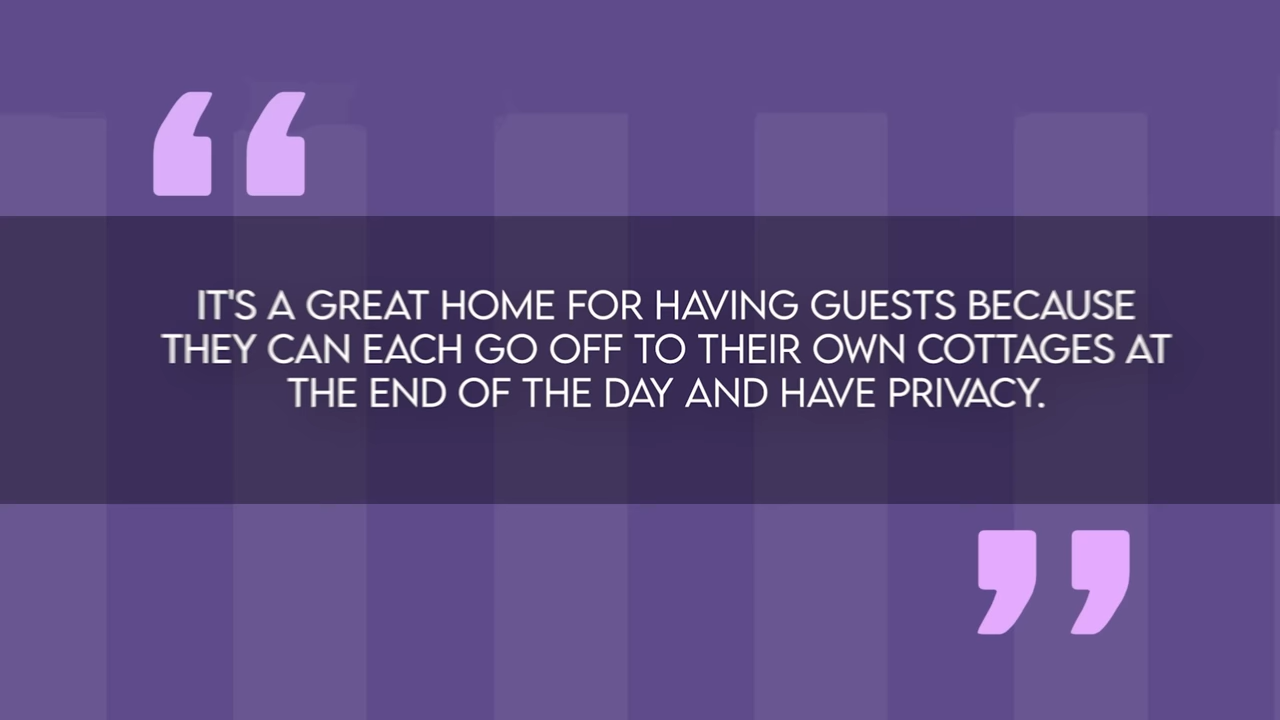 IT'S A GREAT HOME FOR HAVING GUESTS BECAUSE
THEY CAN EACH GO OFF TO THEIR OWN COTTAGES AT
THE END OF THE DAY AND HAVE PRIVACY.